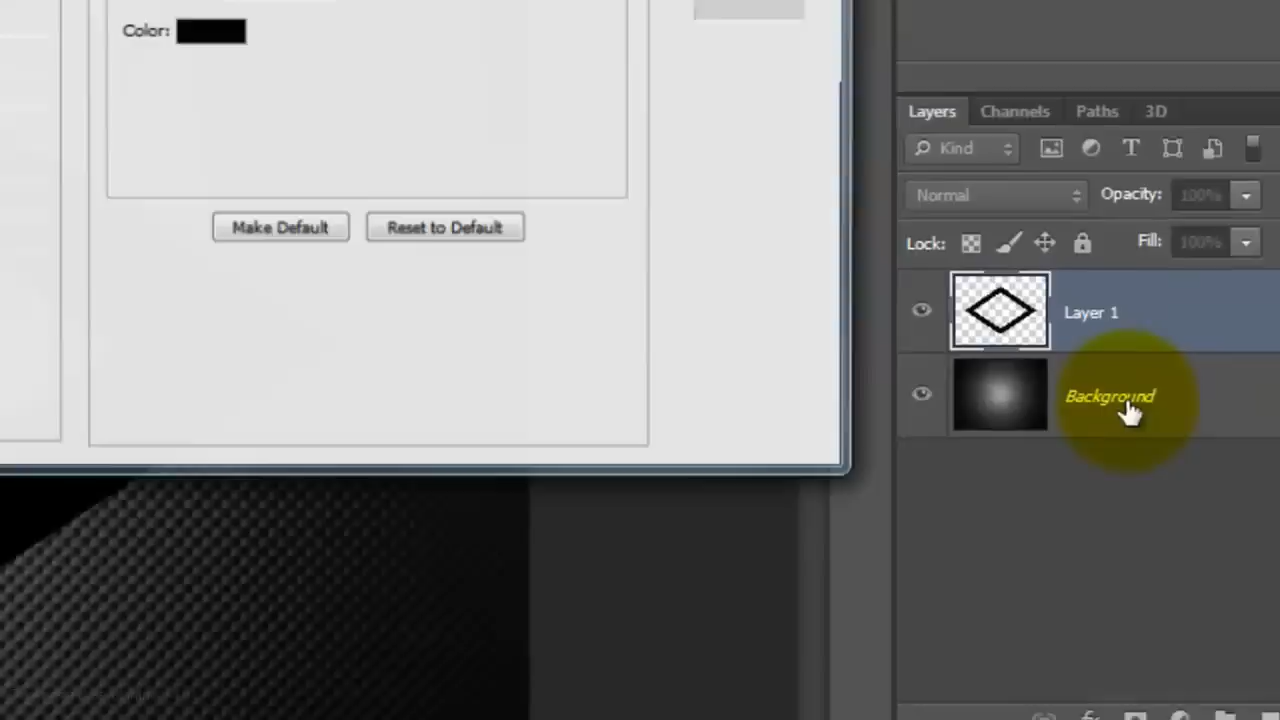 Color:
Make Default
Reset to Default
Layers
Channels
Paths
3D
Kind
Normal
Opacity:
100%
Lock:
Fill:
100%
Layer 1
Background